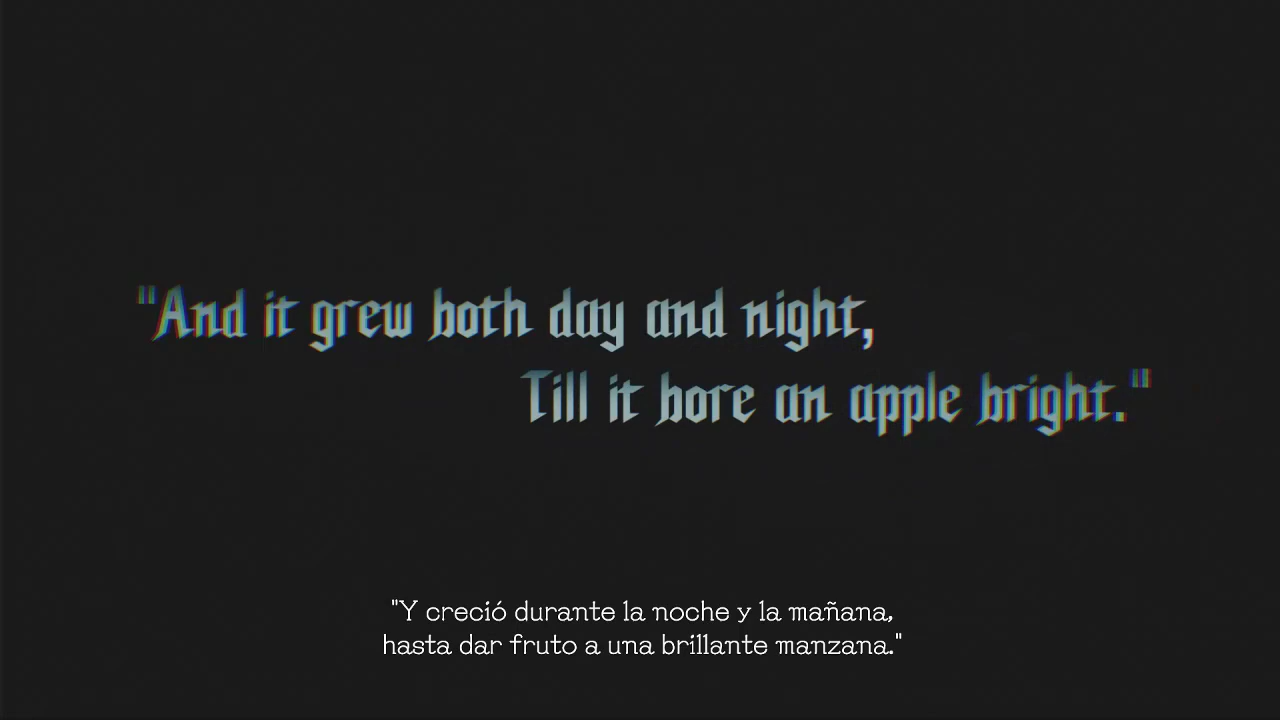 "And it grew both day and night,
Till it bore an apple bright."
"Y creció durante la noche y la mañana,
hasta dar fruto a una brillante manzana."